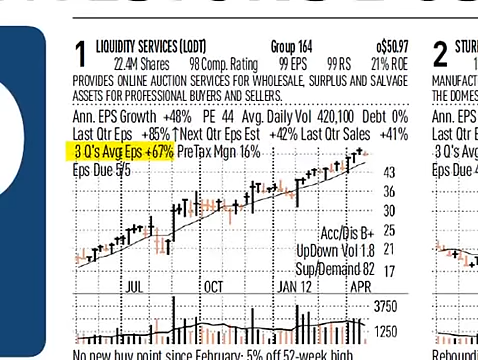 1 LIQUIDITY SERVICES (LQDT) Group 164 o$50.97
22.4M Shares 98 Comp. Rating 99 EPS 99 RS 21% ROE
PROVIDES ONLINE AUCTION SERVICES FOR WHOLESALE, SURPLUS AND SALVAGE
ASSETS FOR PROFESSIONAL BUYERS AND SELLERS.
Ann. EPS Growth +48% PE 44 Avg. Daily Vol 420,100 Debt 0%
Last Qtr Eps +85%↑Next Qtr Eps Est +42% Last Qtr Sales +41%
3 Q's Avg Eps +67% PreTax Mgn 16%
Eps Due 5/5
43
36
30
Acc/Dis B+ 25
UpDown Vol 1.8 21
Sup/Demand 82 17
JUL OCT JAN 12 APR
3750
1250
No new buy point since February; 5% off 52-week high
2
MANUFACT
THE DOMES
Ann. EPS
Last Qtr E
3 Q's Avg
Eps Due 4